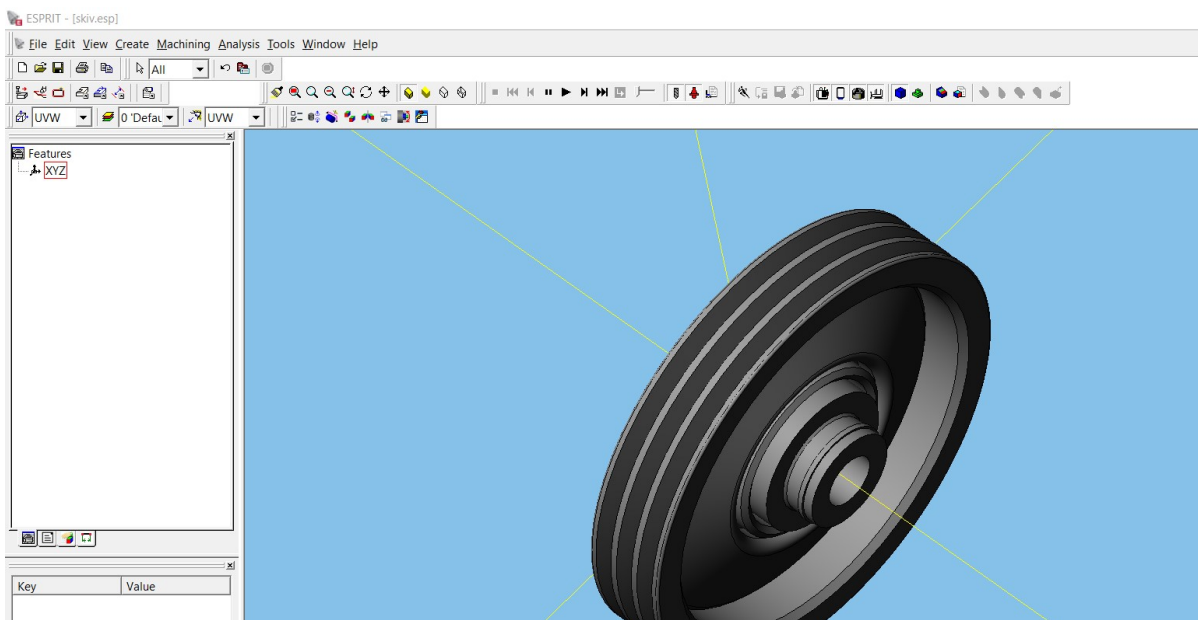 ESPRIT - [skiv.esp]
File Edit View Create Machining Analysis Tools Window Help
All
UVW 0 'Defau UVW
Features
XYZ
Key Value